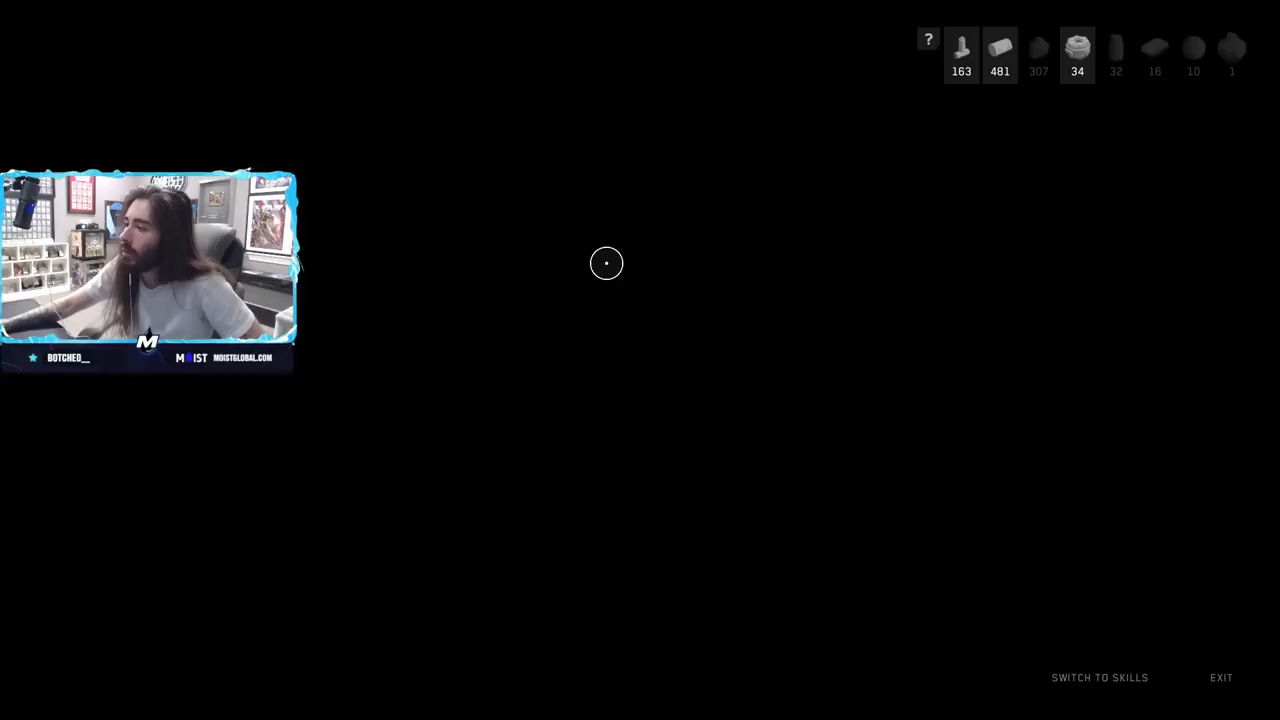 ?
163 481 307 34 32 16 10 1
M
BOTCHED__ MOIST MOISTGLOBAL.COM
SWITCH TO SKILLS EXIT